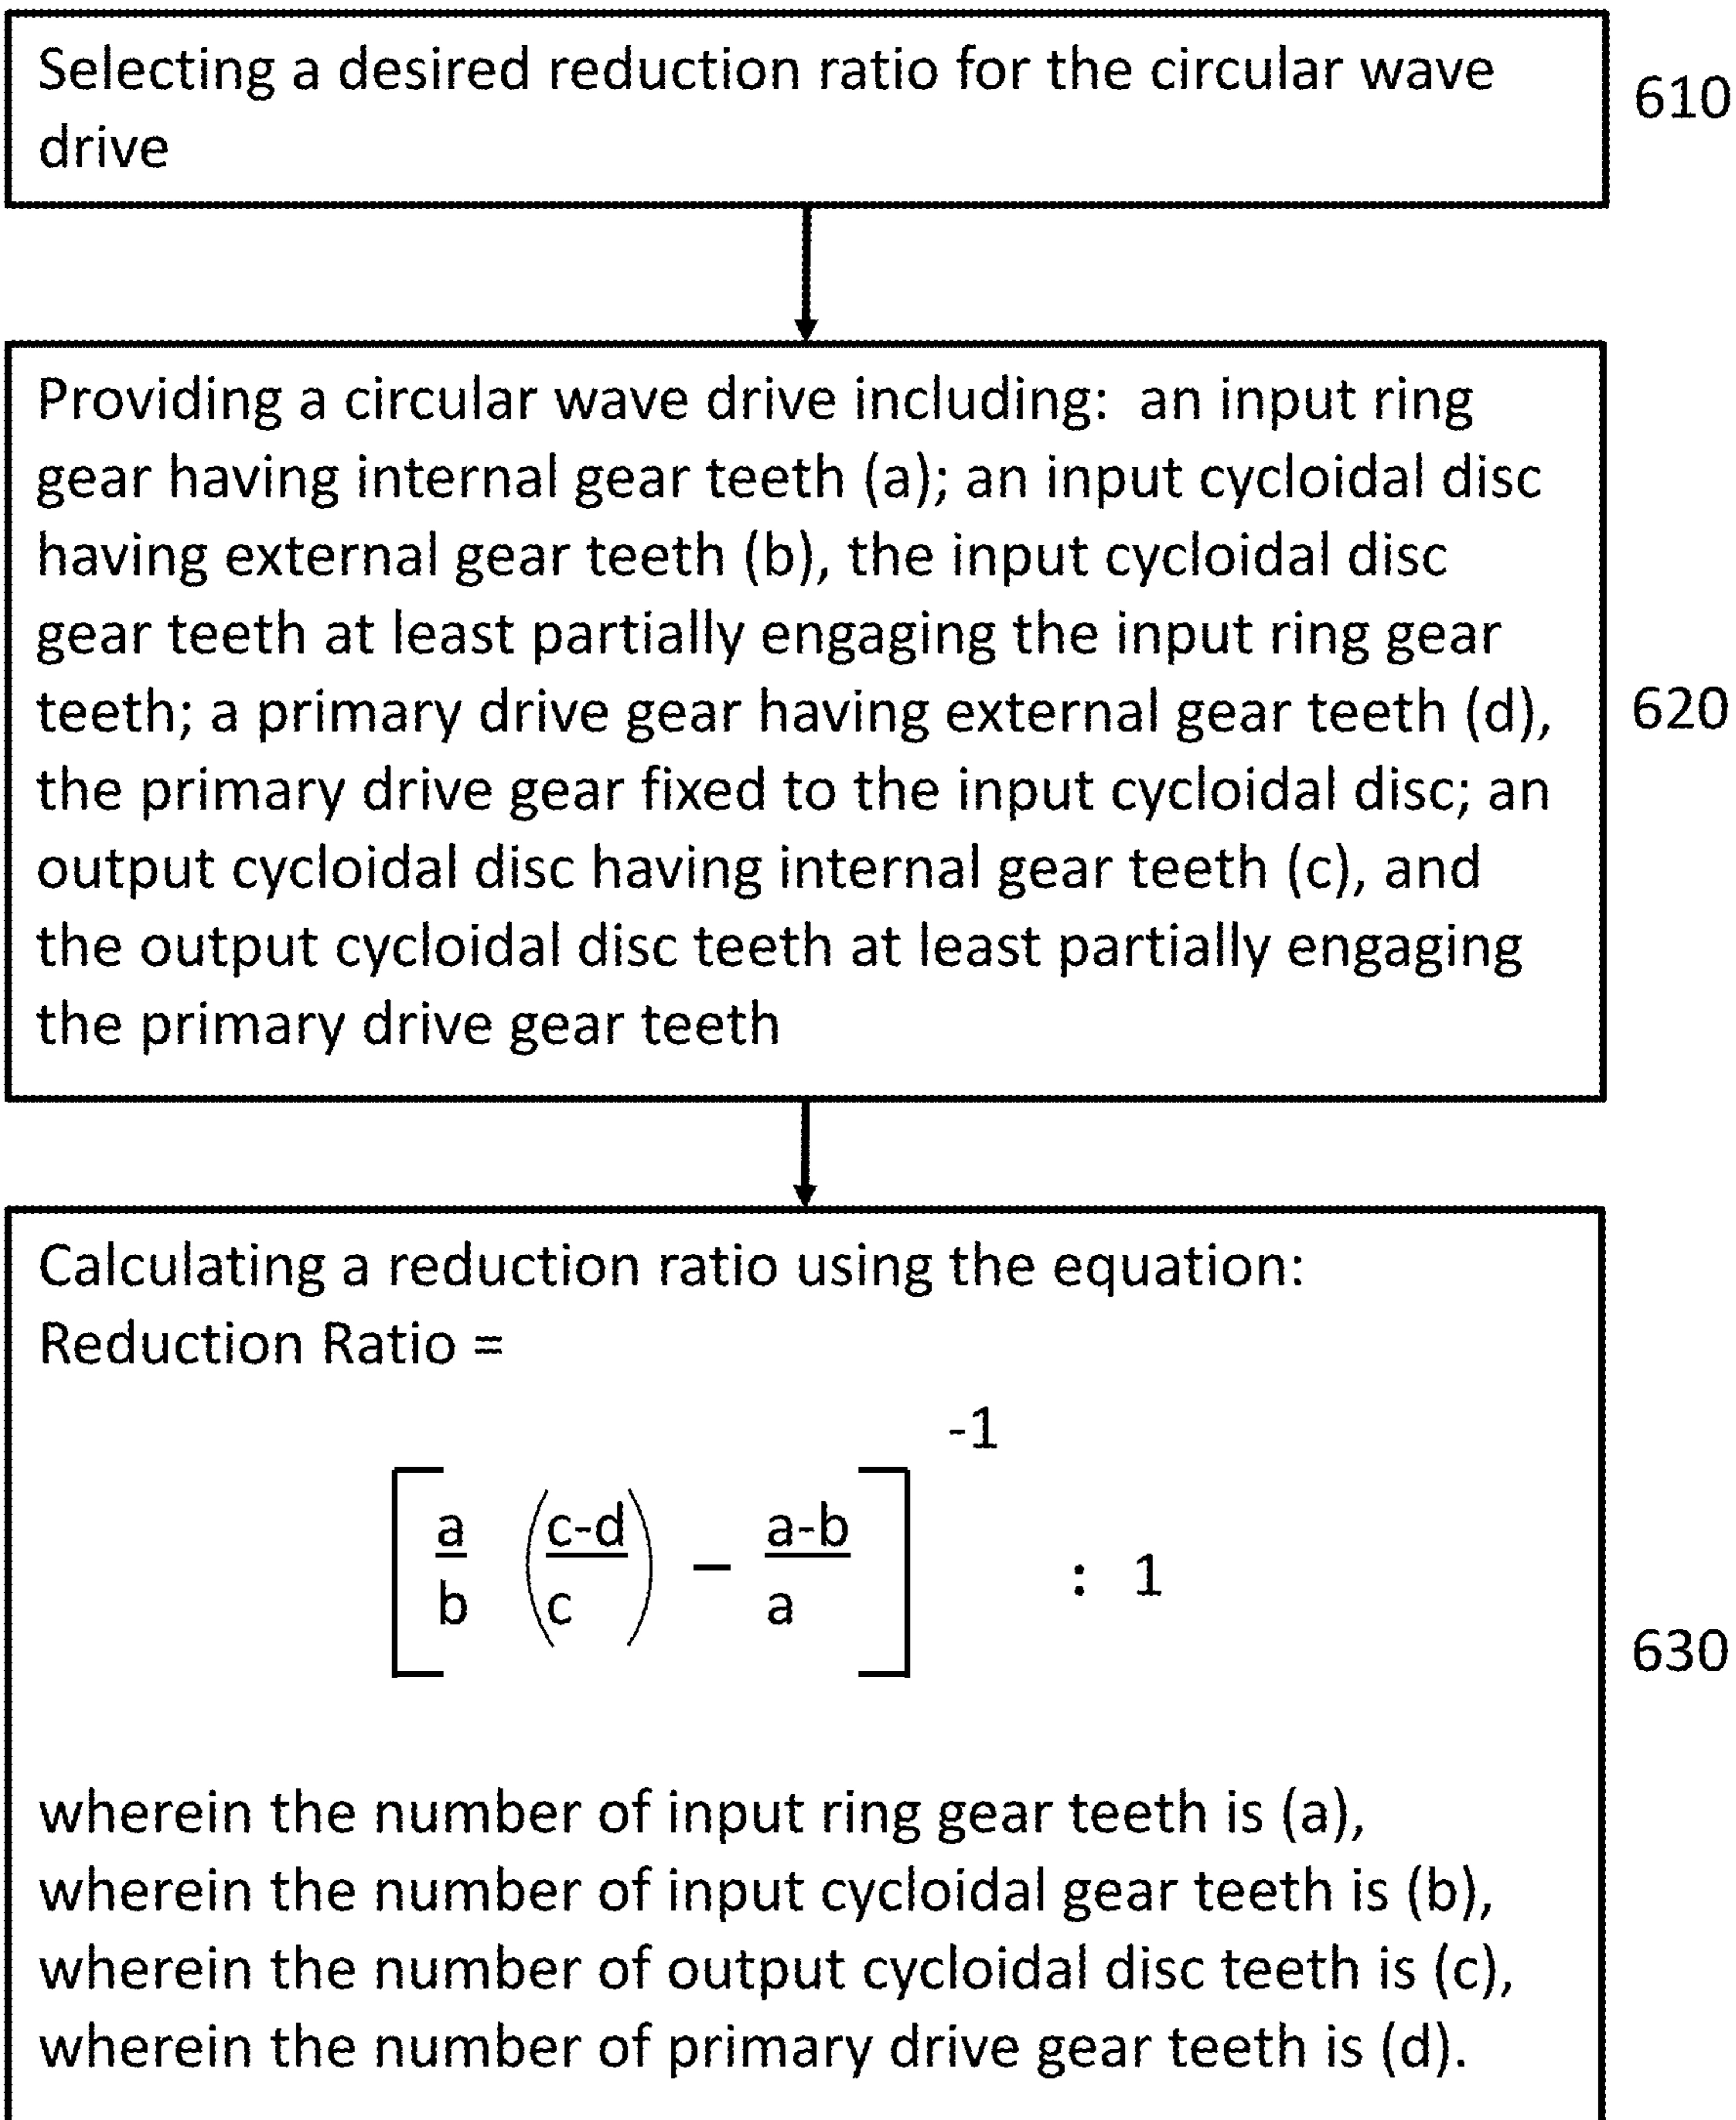 Selecting a desired reduction ratio for the circular wave
drive
610
Providing a circular wave drive including:  an input ring
gear having internal gear teeth (a); an input cycloidal disc
having external gear teeth (b), the input cycloidal disc
gear teeth at least partially engaging the input ring gear
teeth; a primary drive gear having external gear teeth (d),
the primary drive gear fixed to the input cycloidal disc; an
output cycloidal disc having internal gear teeth (c), and
the output cycloidal disc teeth at least partially engaging
the primary drive gear teeth
620
Calculating a reduction ratio using the equation:
Reduction Ratio =
-1
[ a/b ( c-d/c ) – a-b/a ] : 1
630
wherein the number of input ring gear teeth is (a),
wherein the number of input cycloidal gear teeth is (b),
wherein the number of output cycloidal disc teeth is (c),
wherein the number of primary drive gear teeth is (d).